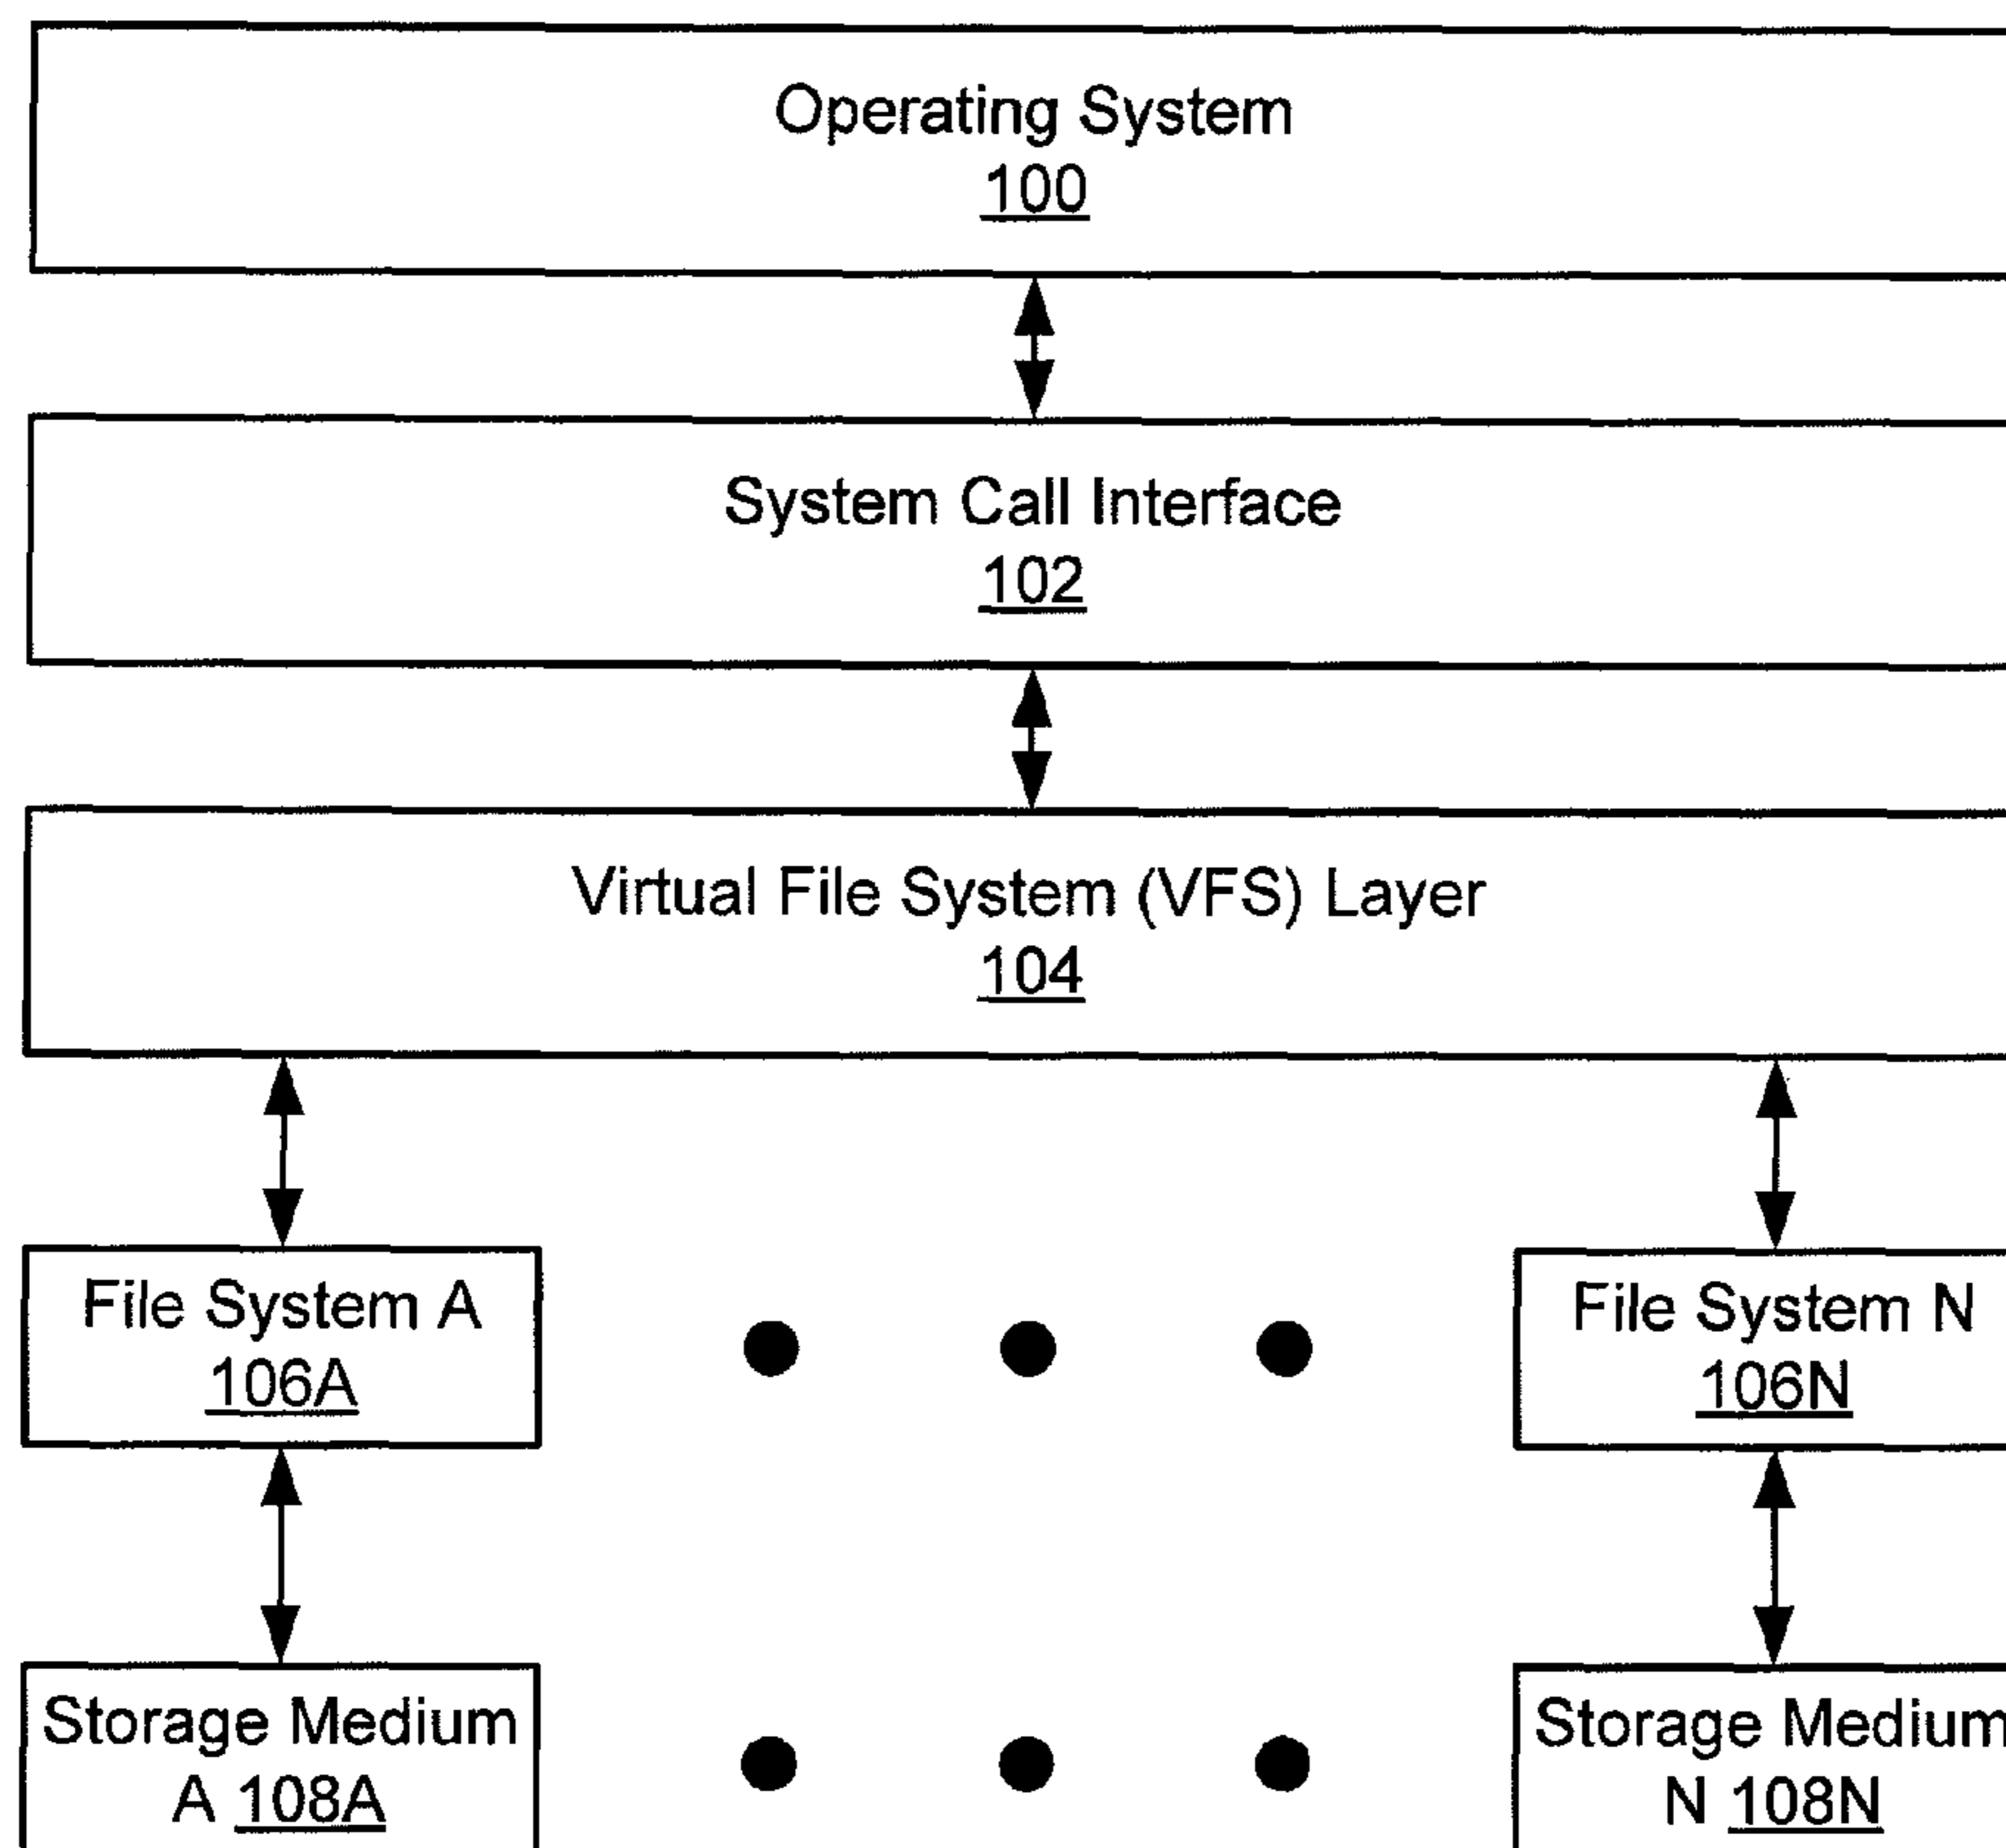 Operating System
100
System Call Interface
102
Virtual File System (VFS) Layer
104
File System A
106A
File System N
106N
Storage Medium
A 108A
Storage Medium
N 108N